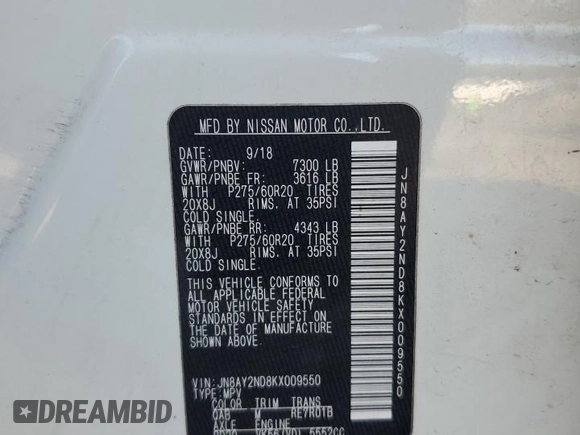 MFD BY NISSAN MOTOR CO.,LTD.
DATE: 9/18
GVWR/PNBV: 7300 LB
GAWR/PNBE FR: 3616 LB
WITH P275/60R20 TIRES
20X8J RIMS. AT 35PSI
COLD SINGLE.
GAWR/PNBE RR: 4343 LB
WITH P275/60R20 TIRES
20X8J RIMS. AT 35PSI
COLD SINGLE.
THIS VEHICLE CONFORMS TO
ALL APPLICABLE FEDERAL
MOTOR VEHICLE SAFETY
STANDARDS IN EFFECT ON
THE DATE OF MANUFACTURE
SHOWN ABOVE.
VIN: JN8AY2ND8KX009550
TYPE: MPV
COLOR TRIM TRANS
CAB M RE7R01B
AXLE ENGINE
5552CC
JN8AY2ND8KX009550
DREAMBID